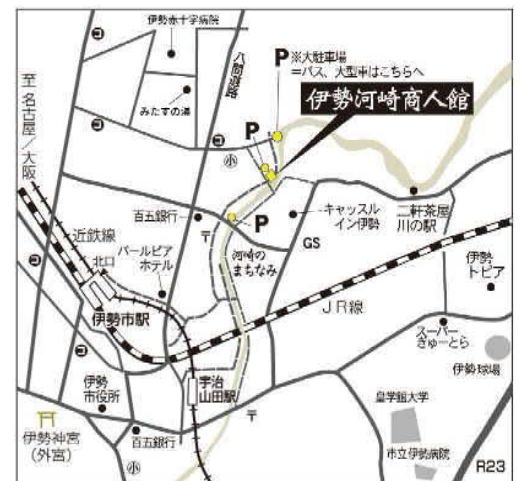 伊勢赤十字病院
八間道路
P ※大駐車場
=バス、大型車はこちらへ
みたすの湯
伊勢河崎商人館
P
小
至 名古屋/大阪
百五銀行
〒
P
キャッスル
イン伊勢
二軒茶屋
川の駅
近鉄線
北口
パールピア
ホテル
河崎の
まちなみ
GS
伊勢
トピア
伊勢市駅
JR線
スーパー
ぎゅーとら
伊勢球場
伊勢
市役所
宇治
山田駅
〒
皇学館大学
伊勢神宮
(外宮)
百五銀行
小
市立伊勢病院
R23